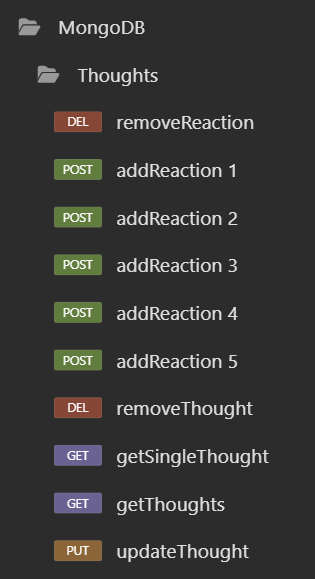 MongoDB
Thoughts
DEL removeReaction
POST addReaction 1
POST addReaction 2
POST addReaction 3
POST addReaction 4
POST addReaction 5
DEL removeThought
GET getSingleThought
GET getThoughts
PUT updateThought